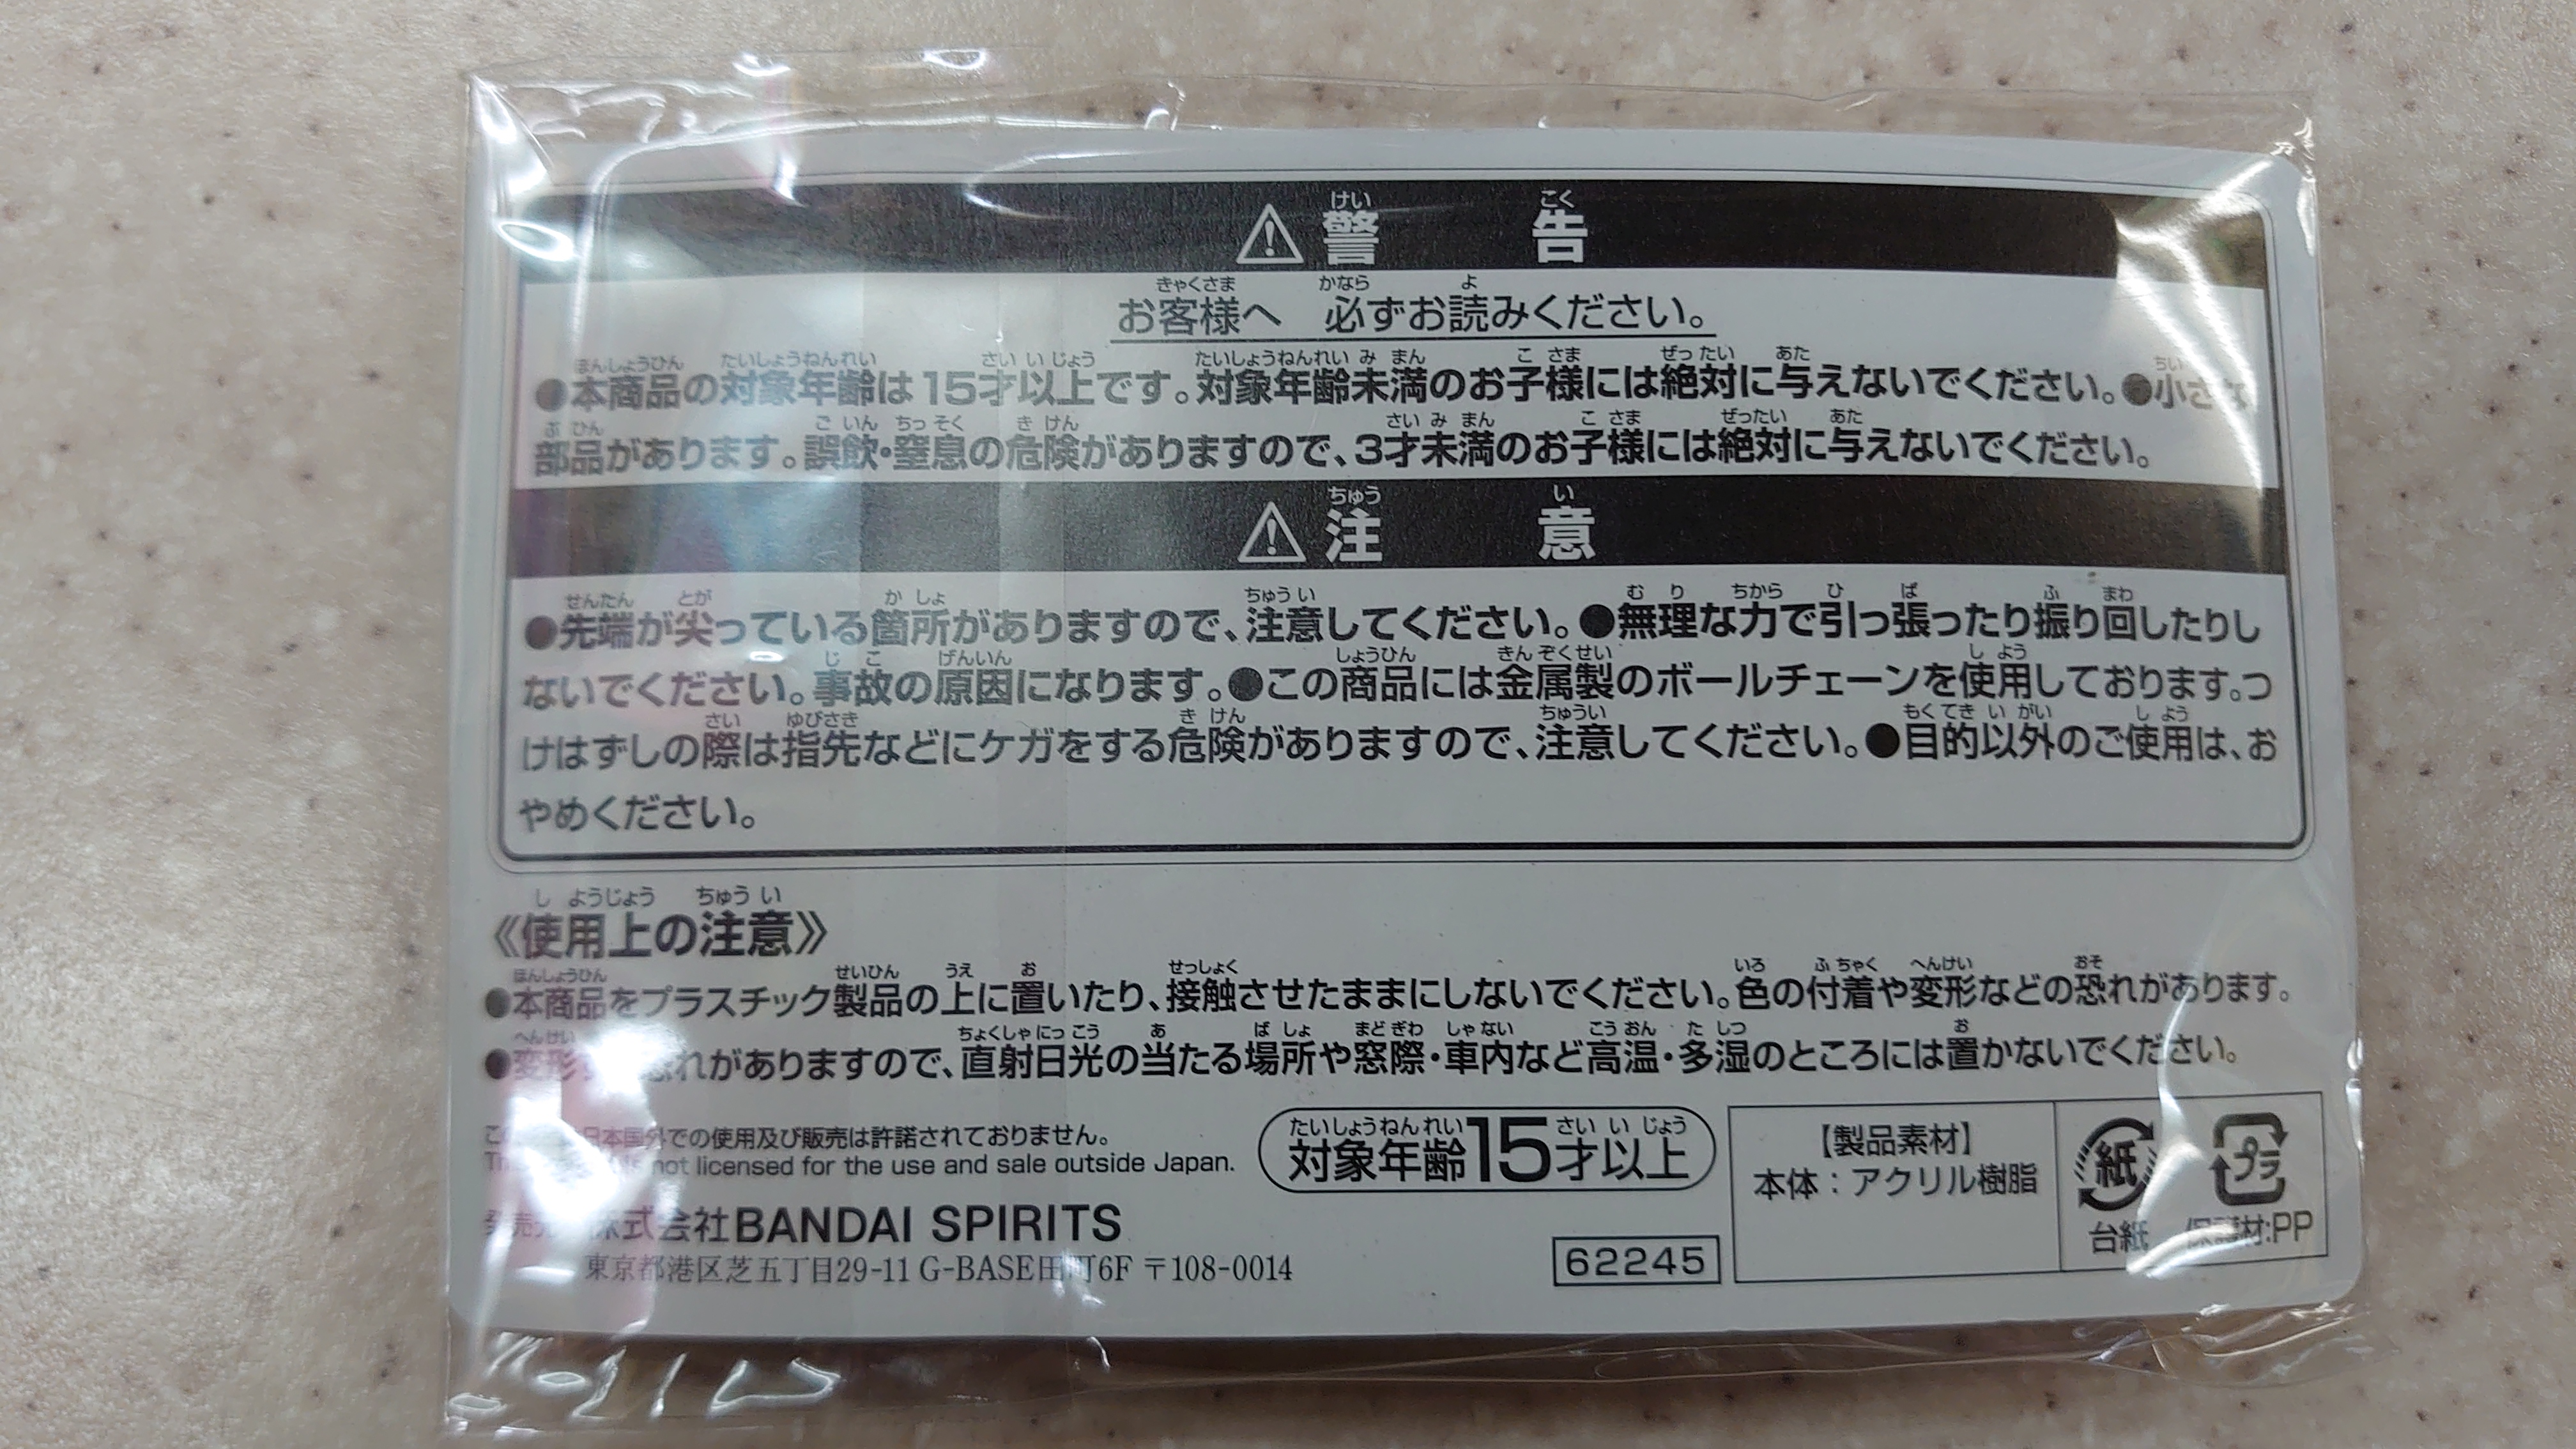 ⚠警告
お客様へ 必ずお読みください。
●本商品の対象年齢は15才以上です。対象年齢未満のお子様には絶対に与えないでください。●小さな
部品があります。誤飲・窒息の危険がありますので、3才未満のお子様には絶対に与えないでください。
⚠注意
●先端が尖っている箇所がありますので、注意してください。●無理な力で引っ張ったり振り回したりし
ないでください。事故の原因になります。●この商品には金属製のボールチェーンを使用しております。つ
けはずしの際は指先などにケガをする危険がありますので、注意してください。●目的以外のご使用は、お
やめください。
《使用上の注意》
●本商品をプラスチック製品の上に置いたり、接触させたままにしないでください。色の付着や変形などの恐れがあります。
●変形 恐れがありますので、直射日光の当たる場所や窓際・車内など高温・多湿のところには置かないでください。
日本国外での使用及び販売は許諾されておりません。
is not licensed for the use and sale outside Japan.
対象年齢15才以上
株式会社BANDAI SPIRITS
東京都港区芝五丁目29-11 G-BASE田町6F 〒108-0014
62245
【製品素材】
本体：アクリル樹脂
紙
台紙
プラ
保護材:PP